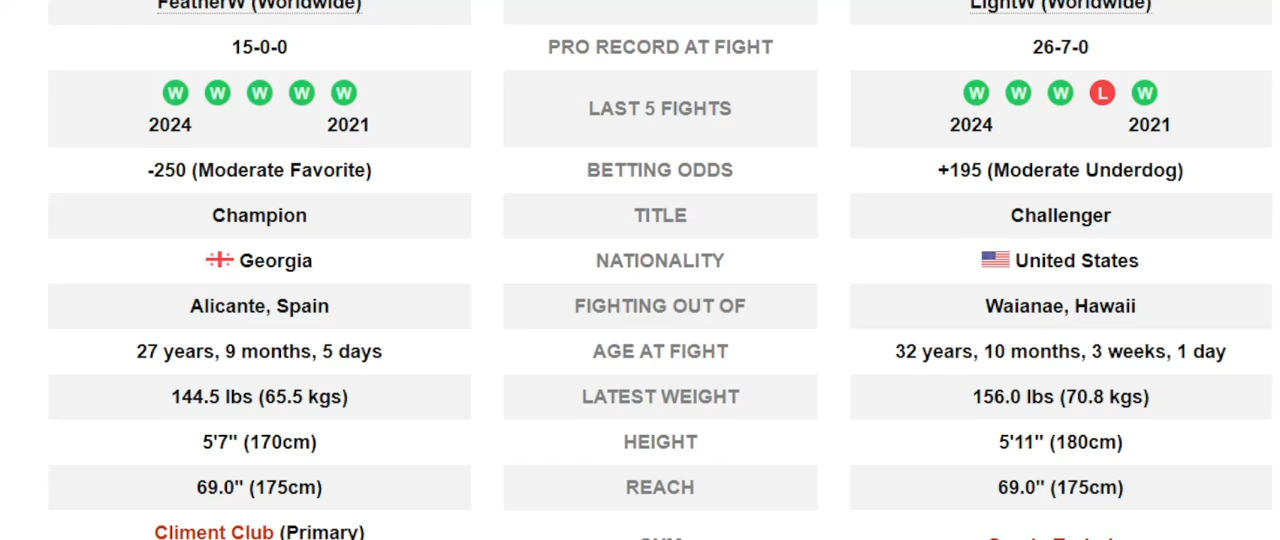 FeatherW (Worldwide) LightW (Worldwide)
15-0-0 PRO RECORD AT FIGHT 26-7-0
W W W W W LAST 5 FIGHTS W W W L W
2024 2021 2024 2021
-250 (Moderate Favorite) BETTING ODDS +195 (Moderate Underdog)
Champion TITLE Challenger
Georgia NATIONALITY United States
Alicante, Spain FIGHTING OUT OF Waianae, Hawaii
27 years, 9 months, 5 days AGE AT FIGHT 32 years, 10 months, 3 weeks, 1 day
144.5 lbs (65.5 kgs) LATEST WEIGHT 156.0 lbs (70.8 kgs)
5'7" (170cm) HEIGHT 5'11" (180cm)
69.0" (175cm) REACH 69.0" (175cm)
Climent Club (Primary)